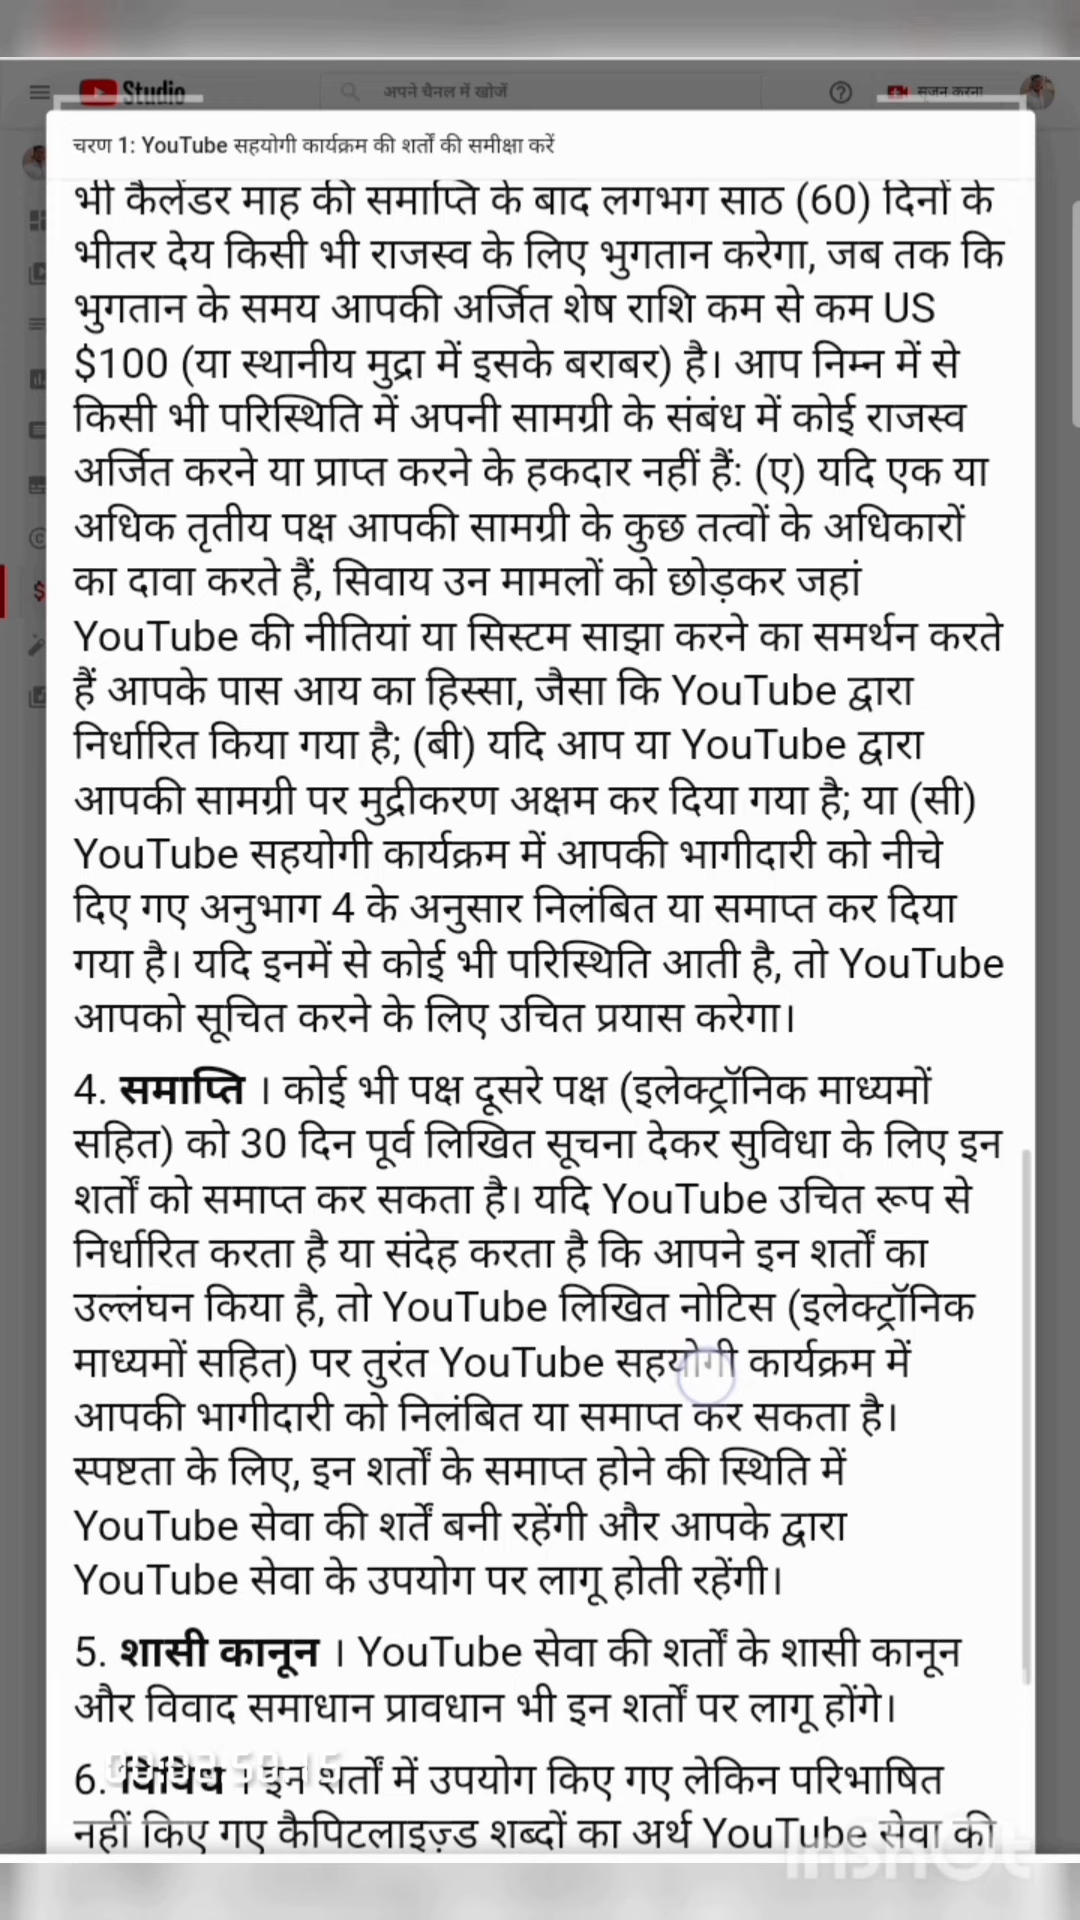 Studio
अपने चैनल में खोजें
सृजन करना
चरण 1: YouTube सहयोगी कार्यक्रम की शर्तों की समीक्षा करें
भी कैलेंडर माह की समाप्ति के बाद लगभग साठ (60) दिनों के
भीतर देय किसी भी राजस्व के लिए भुगतान करेगा, जब तक कि
भुगतान के समय आपकी अर्जित शेष राशि कम से कम US
$100 (या स्थानीय मुद्रा में इसके बराबर) है। आप निम्न में से
किसी भी परिस्थिति में अपनी सामग्री के संबंध में कोई राजस्व
अर्जित करने या प्राप्त करने के हकदार नहीं हैं: (ए) यदि एक या
अधिक तृतीय पक्ष आपकी सामग्री के कुछ तत्वों के अधिकारों
का दावा करते हैं, सिवाय उन मामलों को छोड़कर जहां
YouTube की नीतियां या सिस्टम साझा करने का समर्थन करते
हैं आपके पास आय का हिस्सा, जैसा कि YouTube द्वारा
निर्धारित किया गया है; (बी) यदि आप या YouTube द्वारा
आपकी सामग्री पर मुद्रीकरण अक्षम कर दिया गया है; या (सी)
YouTube सहयोगी कार्यक्रम में आपकी भागीदारी को नीचे
दिए गए अनुभाग 4 के अनुसार निलंबित या समाप्त कर दिया
गया है। यदि इनमें से कोई भी परिस्थिति आती है, तो YouTube
आपको सूचित करने के लिए उचित प्रयास करेगा।
4. समाप्ति । कोई भी पक्ष दूसरे पक्ष (इलेक्ट्रॉनिक माध्यमों
सहित) को 30 दिन पूर्व लिखित सूचना देकर सुविधा के लिए इन
शर्तों को समाप्त कर सकता है। यदि YouTube उचित रूप से
निर्धारित करता है या संदेह करता है कि आपने इन शर्तों का
उल्लंघन किया है, तो YouTube लिखित नोटिस (इलेक्ट्रॉनिक
माध्यमों सहित) पर तुरंत YouTube सहयोगी कार्यक्रम में
आपकी भागीदारी को निलंबित या समाप्त कर सकता है।
स्पष्टता के लिए, इन शर्तों के समाप्त होने की स्थिति में
YouTube सेवा की शर्तें बनी रहेंगी और आपके द्वारा
YouTube सेवा के उपयोग पर लागू होती रहेंगी।
5. शासी कानून । YouTube सेवा की शर्तों के शासी कानून
और विवाद समाधान प्रावधान भी इन शर्तों पर लागू होंगे।
6. विविध । इन शर्तों में उपयोग किए गए लेकिन परिभाषित
नहीं किए गए कैपिटलाइज़्ड शब्दों का अर्थ YouTube सेवा की
InShOt